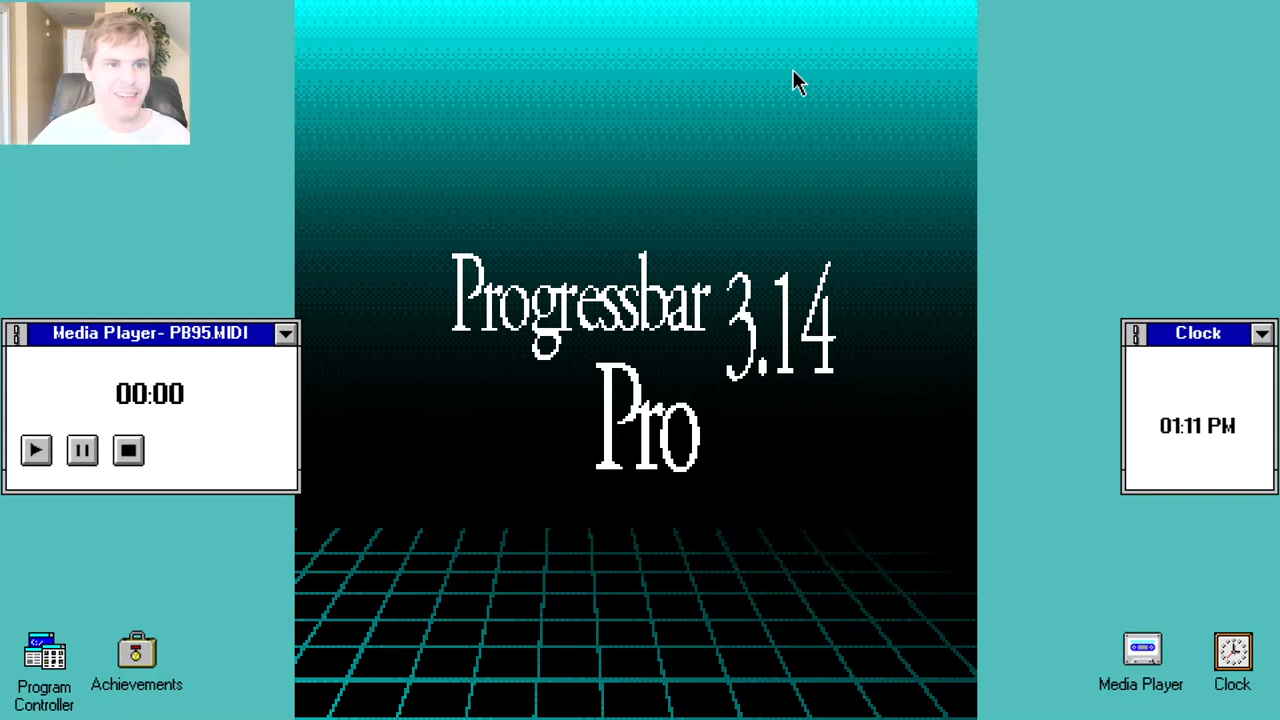 Progressbar 3.14
Pro
Media Player- PB95.MIDI
00:00
Clock
01:11 PM
Program
Controller
Achievements
Media Player
Clock